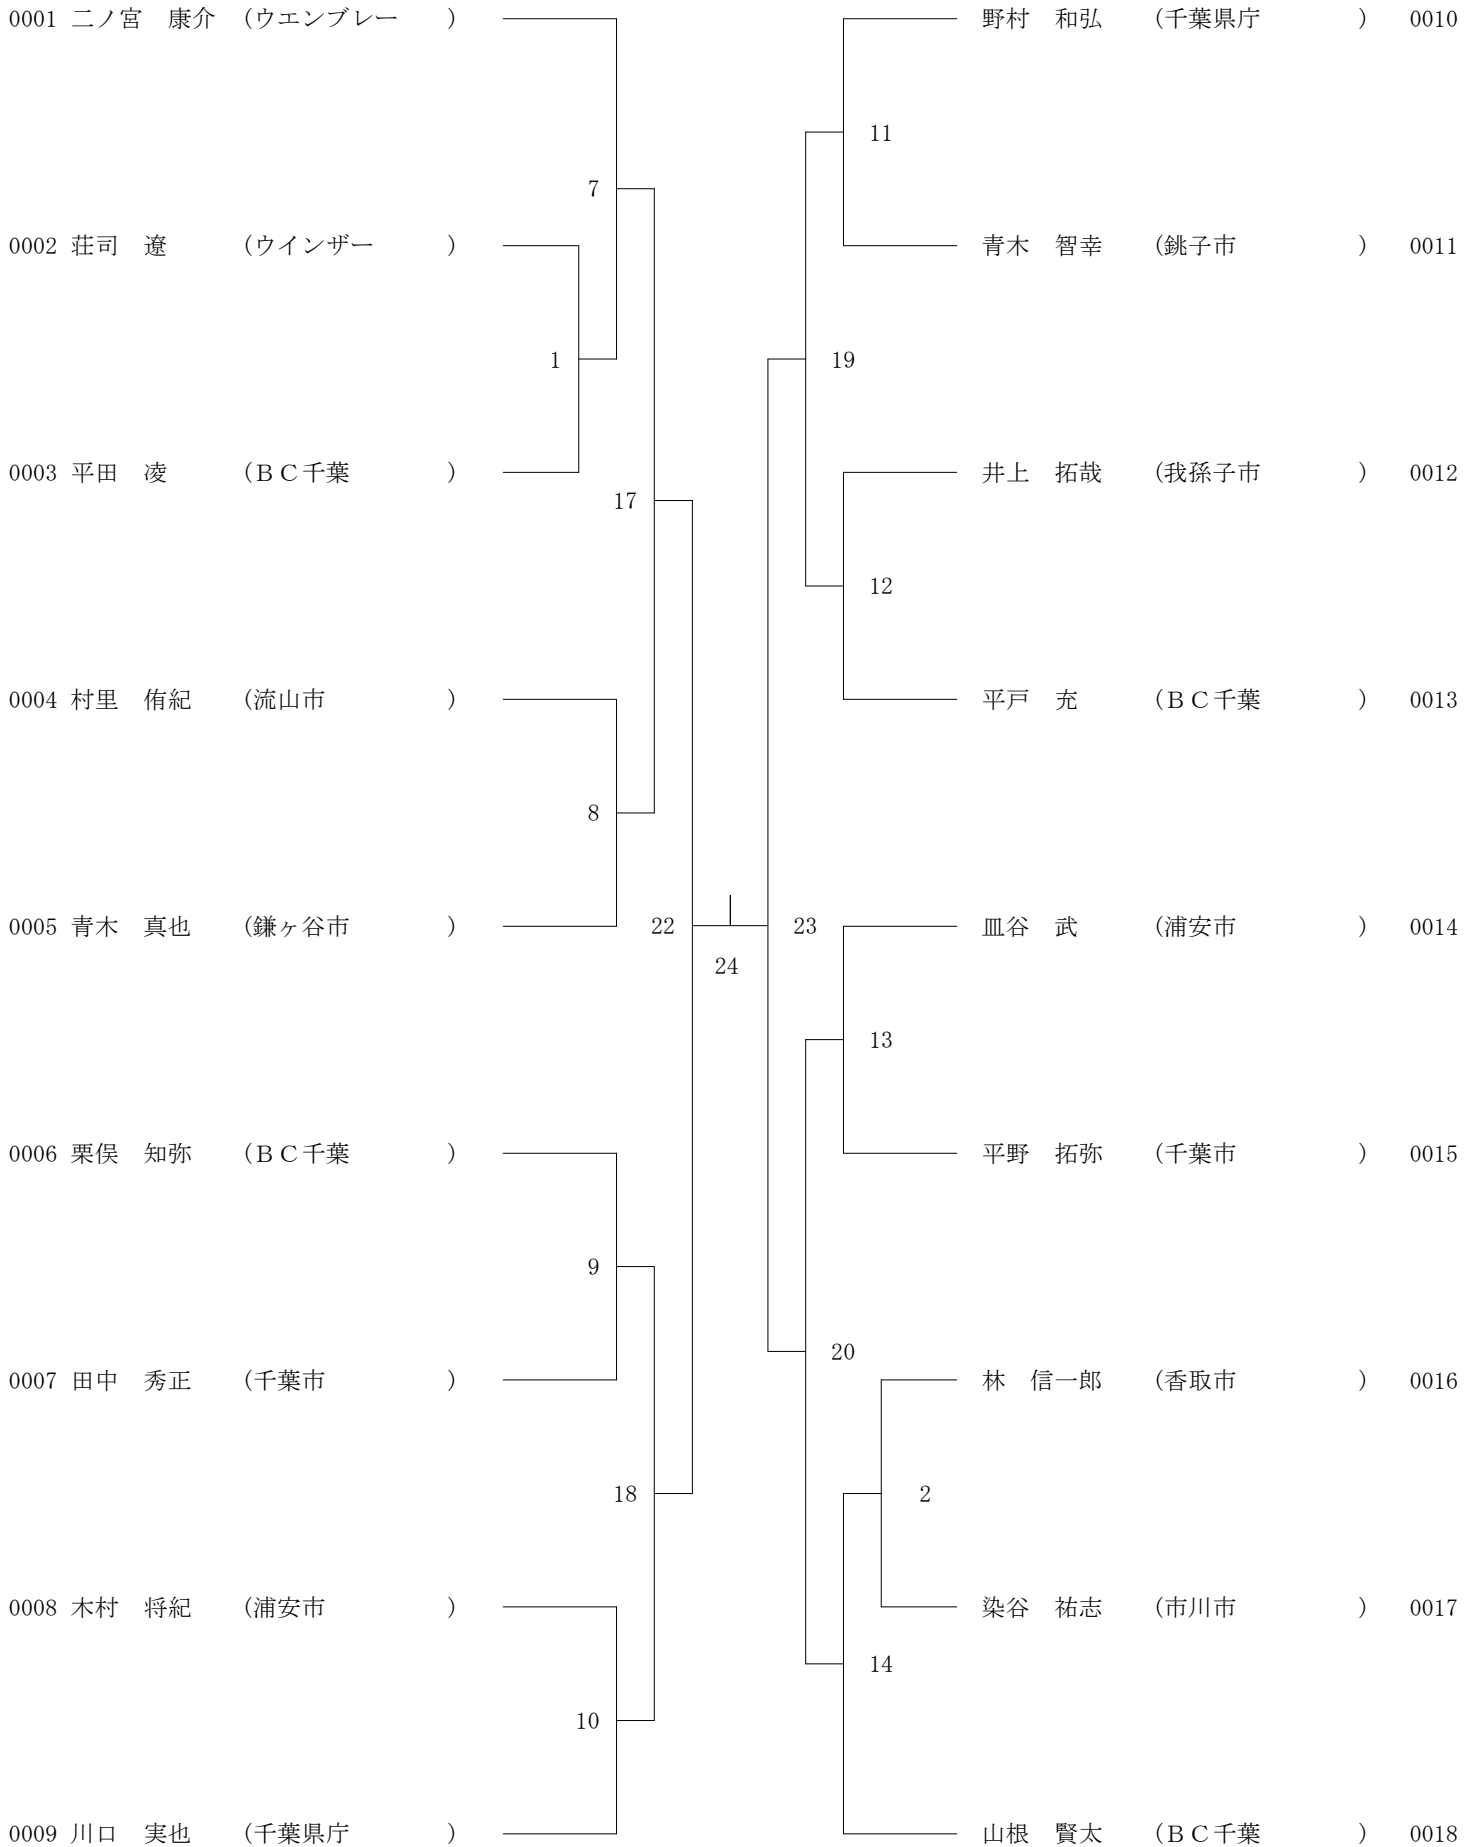 0001 二ノ宮　康介　(ウエンブレー　　)
7
0002 荘司　遼　　　(ウインザー　　　)
1
0003 平田　凌　　　(ＢＣ千葉　　　　)
17
0004 村里　侑紀　　(流山市　　　　　)
8
0005 青木　真也　　(鎌ヶ谷市　　　　)
22
24
0006 栗俣　知弥　　(ＢＣ千葉　　　　)
9
0007 田中　秀正　　(千葉市　　　　　)
18
0008 木村　将紀　　(浦安市　　　　　)
10
0009 川口　実也　　(千葉県庁　　　　)
野村　和弘　　(千葉県庁　　　　) 0010
11
青木　智幸　　(銚子市　　　　　) 0011
19
井上　拓哉　　(我孫子市　　　　) 0012
12
平戸　充　　　(ＢＣ千葉　　　　) 0013
23
皿谷　武　　　(浦安市　　　　　) 0014
13
平野　拓弥　　(千葉市　　　　　) 0015
20
林　信一郎　　(香取市　　　　　) 0016
2
染谷　祐志　　(市川市　　　　　) 0017
14
山根　賢太　　(ＢＣ千葉　　　　) 0018